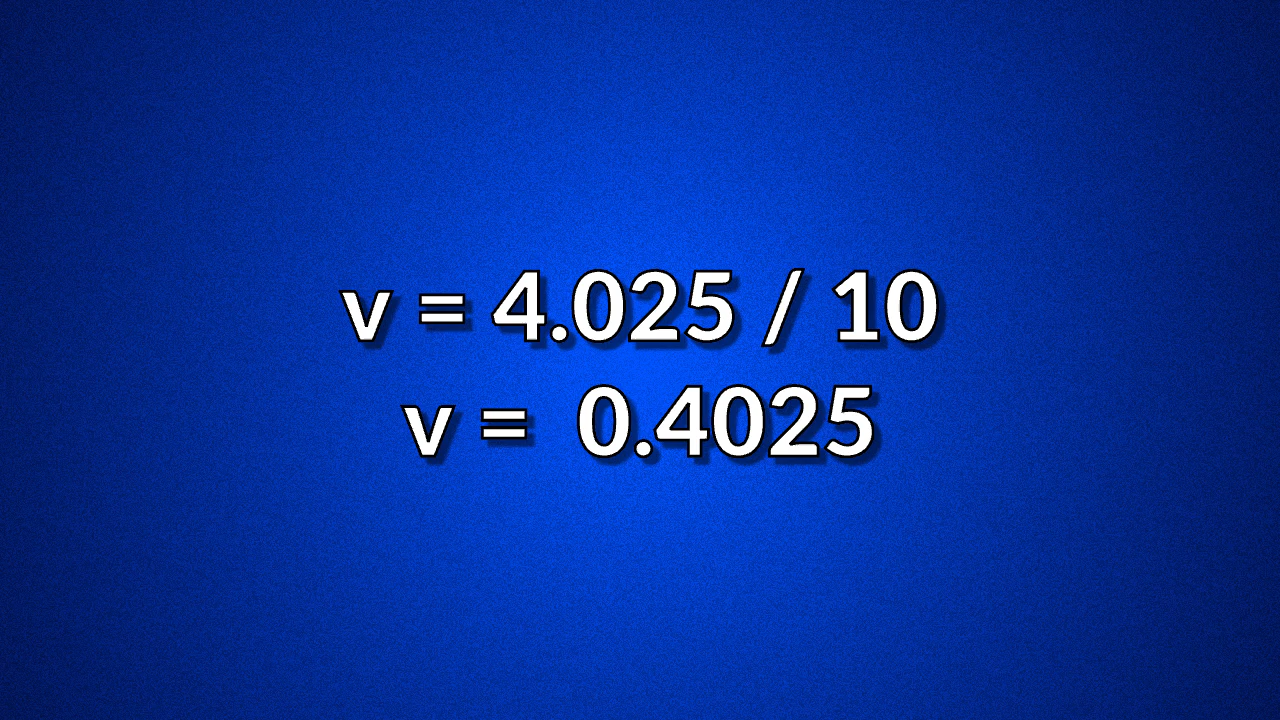 v = 4.025 / 10
v = 0.4025